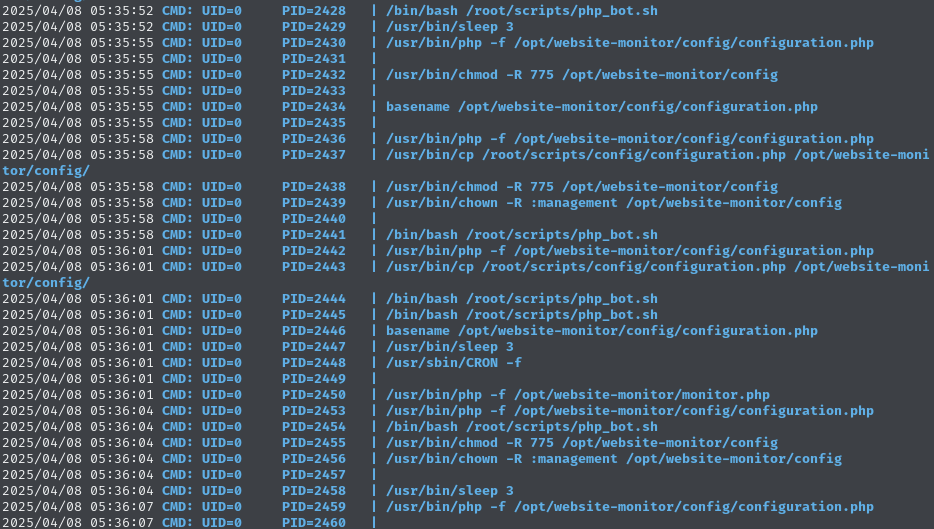 2025/04/08 05:35:52 CMD: UID=0     PID=2428   | /bin/bash /root/scripts/php_bot.sh
2025/04/08 05:35:52 CMD: UID=0     PID=2429   | /usr/bin/sleep 3
2025/04/08 05:35:55 CMD: UID=0     PID=2430   | /usr/bin/php -f /opt/website-monitor/config/configuration.php
2025/04/08 05:35:55 CMD: UID=0     PID=2431   |
2025/04/08 05:35:55 CMD: UID=0     PID=2432   | /usr/bin/chmod -R 775 /opt/website-monitor/config
2025/04/08 05:35:55 CMD: UID=0     PID=2433   |
2025/04/08 05:35:55 CMD: UID=0     PID=2434   | basename /opt/website-monitor/config/configuration.php
2025/04/08 05:35:55 CMD: UID=0     PID=2435   |
2025/04/08 05:35:58 CMD: UID=0     PID=2436   | /usr/bin/php -f /opt/website-monitor/config/configuration.php
2025/04/08 05:35:58 CMD: UID=0     PID=2437   | /usr/bin/cp /root/scripts/config/configuration.php /opt/website-moni
tor/config/
2025/04/08 05:35:58 CMD: UID=0     PID=2438   | /usr/bin/chmod -R 775 /opt/website-monitor/config
2025/04/08 05:35:58 CMD: UID=0     PID=2439   | /usr/bin/chown -R :management /opt/website-monitor/config
2025/04/08 05:35:58 CMD: UID=0     PID=2440   |
2025/04/08 05:35:58 CMD: UID=0     PID=2441   | /bin/bash /root/scripts/php_bot.sh
2025/04/08 05:36:01 CMD: UID=0     PID=2442   | /usr/bin/php -f /opt/website-monitor/config/configuration.php
2025/04/08 05:36:01 CMD: UID=0     PID=2443   | /usr/bin/cp /root/scripts/config/configuration.php /opt/website-moni
tor/config/
2025/04/08 05:36:01 CMD: UID=0     PID=2444   | /bin/bash /root/scripts/php_bot.sh
2025/04/08 05:36:01 CMD: UID=0     PID=2445   | /bin/bash /root/scripts/php_bot.sh
2025/04/08 05:36:01 CMD: UID=0     PID=2446   | basename /opt/website-monitor/config/configuration.php
2025/04/08 05:36:01 CMD: UID=0     PID=2447   | /usr/bin/sleep 3
2025/04/08 05:36:01 CMD: UID=0     PID=2448   | /usr/sbin/CRON -f
2025/04/08 05:36:01 CMD: UID=0     PID=2449   |
2025/04/08 05:36:01 CMD: UID=0     PID=2450   | /usr/bin/php -f /opt/website-monitor/monitor.php
2025/04/08 05:36:04 CMD: UID=0     PID=2453   | /usr/bin/php -f /opt/website-monitor/config/configuration.php
2025/04/08 05:36:04 CMD: UID=0     PID=2454   | /bin/bash /root/scripts/php_bot.sh
2025/04/08 05:36:04 CMD: UID=0     PID=2455   | /usr/bin/chmod -R 775 /opt/website-monitor/config
2025/04/08 05:36:04 CMD: UID=0     PID=2456   | /usr/bin/chown -R :management /opt/website-monitor/config
2025/04/08 05:36:04 CMD: UID=0     PID=2457   |
2025/04/08 05:36:04 CMD: UID=0     PID=2458   | /usr/bin/sleep 3
2025/04/08 05:36:07 CMD: UID=0     PID=2459   | /usr/bin/php -f /opt/website-monitor/config/configuration.php
2025/04/08 05:36:07 CMD: UID=0     PID=2460   |